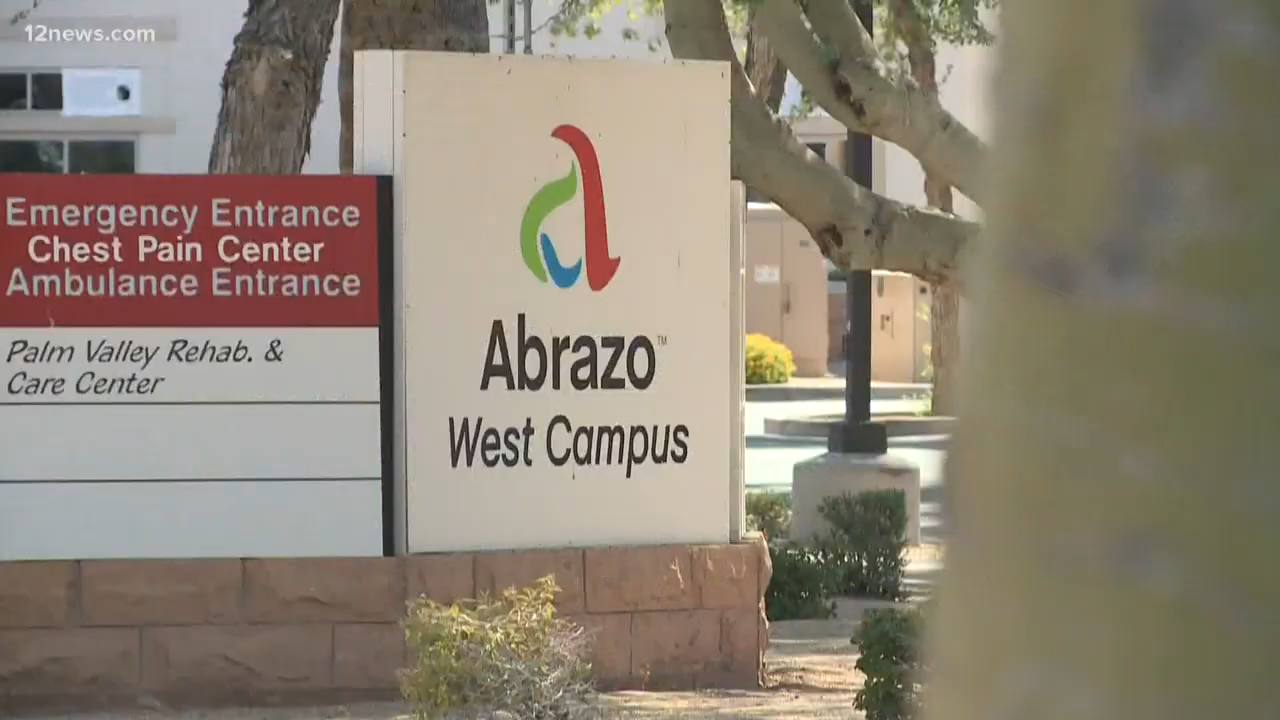 12news.com
Emergency Entrance
Chest Pain Center
Ambulance Entrance
Palm Valley Rehab. &
Care Center
Abrazo™
West Campus